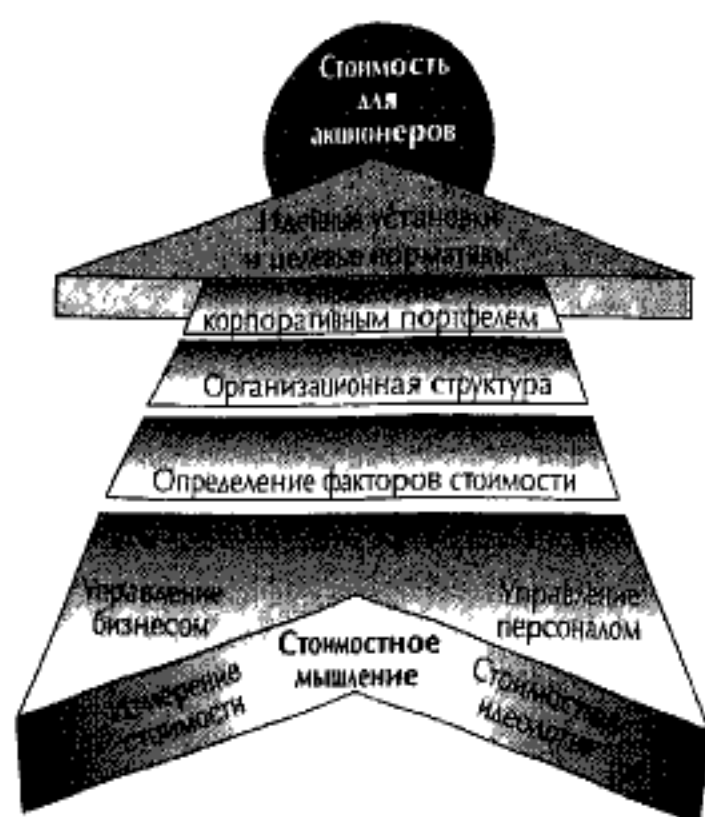 Стоимость
для
акционеров
Идейные установки
и целевые нормативы
корпоративным портфелем
Организационная структура
Определение факторов стоимости
Управление
бизнесом
Управление
персоналом
Стоимостное
мышление
Измерение
стоимости
Стоимостная
идеология